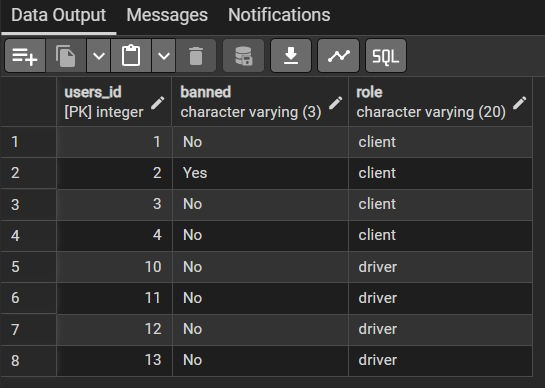 Data Output Messages Notifications
SQL
users_id banned role
[PK] integer character varying (3) character varying (20)
1 1 No client
2 2 Yes client
3 3 No client
4 4 No client
5 10 No driver
6 11 No driver
7 12 No driver
8 13 No driver